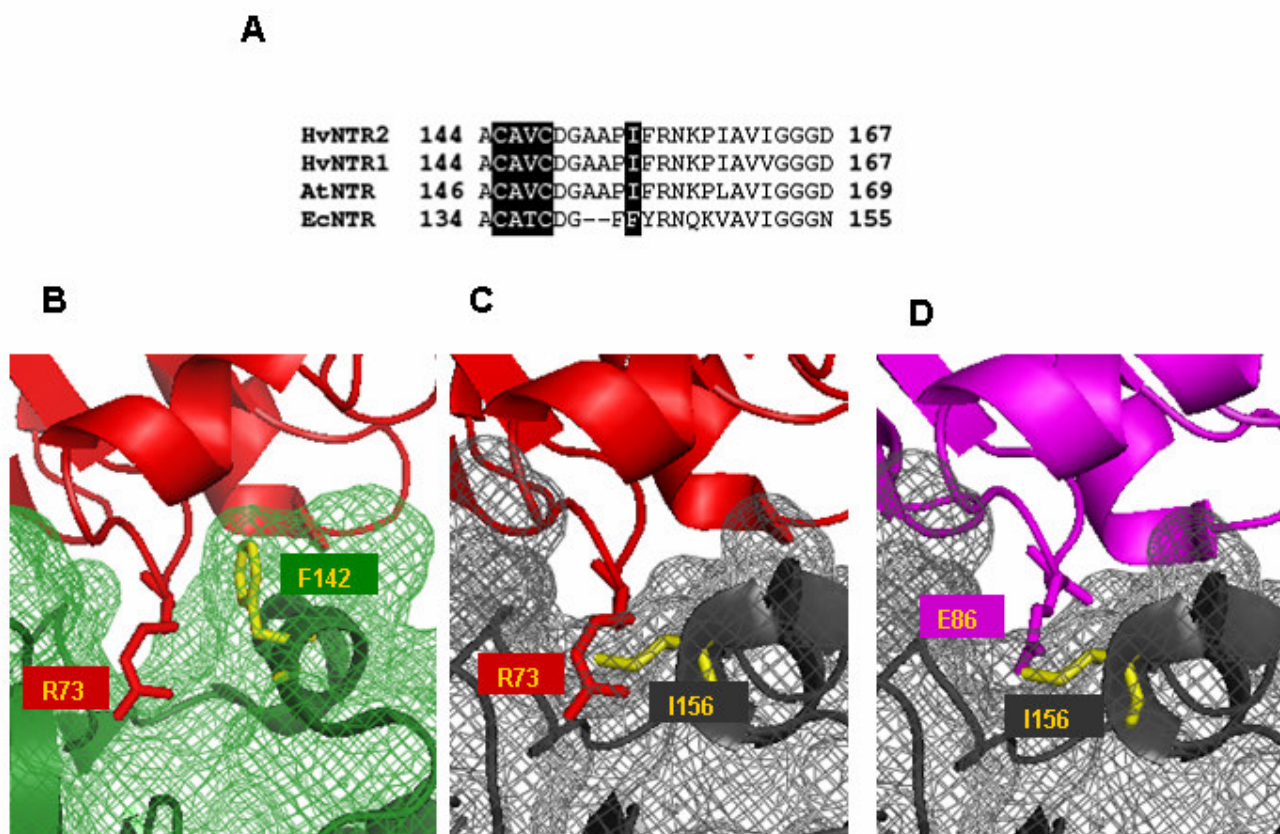 A
HvNTR2 144 ACAVCDGAAPIFRNKPIAVIGGGD 167
HvNTR1 144 ACAVCDGAAPIFRNKPIAVVGGGD 167
AtNTR 146 ACAVCDGAAPIFRNKPLAVIGGGD 169
EcNTR 134 ACATCDG--FFYRNQKVAVIGGGN 155
B
C
D
F142
R73
R73
I156
E86
I156